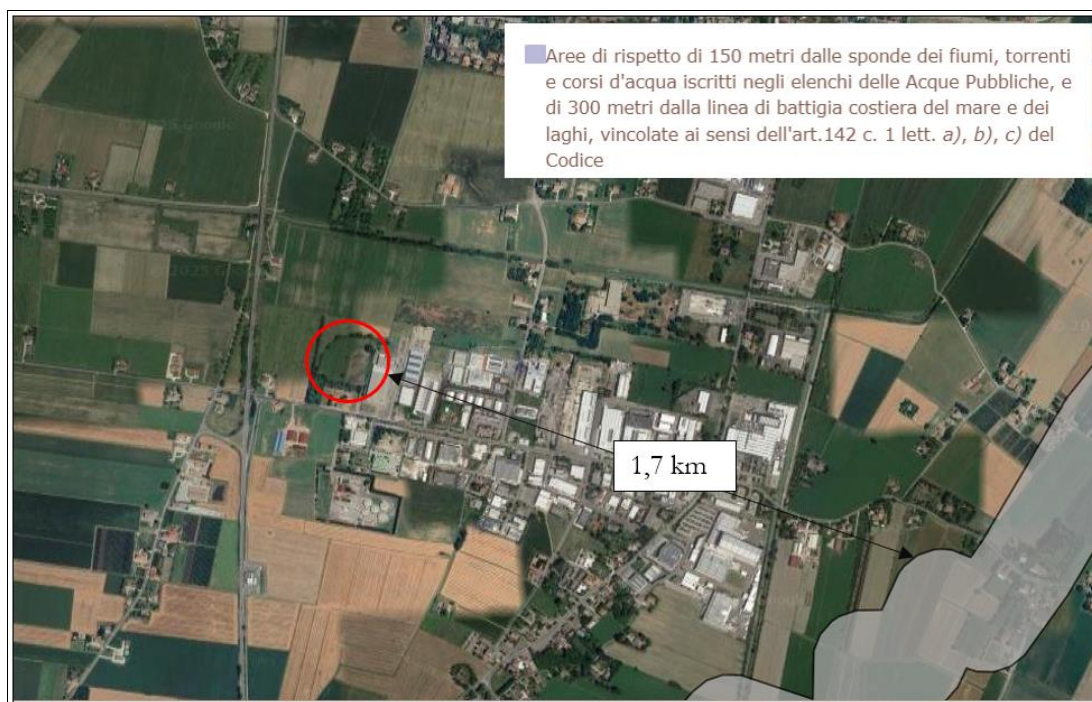 Aree di rispetto di 150 metri dalle sponde dei fiumi, torrenti
e corsi d'acqua iscritti negli elenchi delle Acque Pubbliche, e
di 300 metri dalla linea di battigia costiera del mare e dei
laghi, vincolate ai sensi dell'art.142 c. 1 lett. a), b), c) del
Codice
© 2025 Google
1,7 km